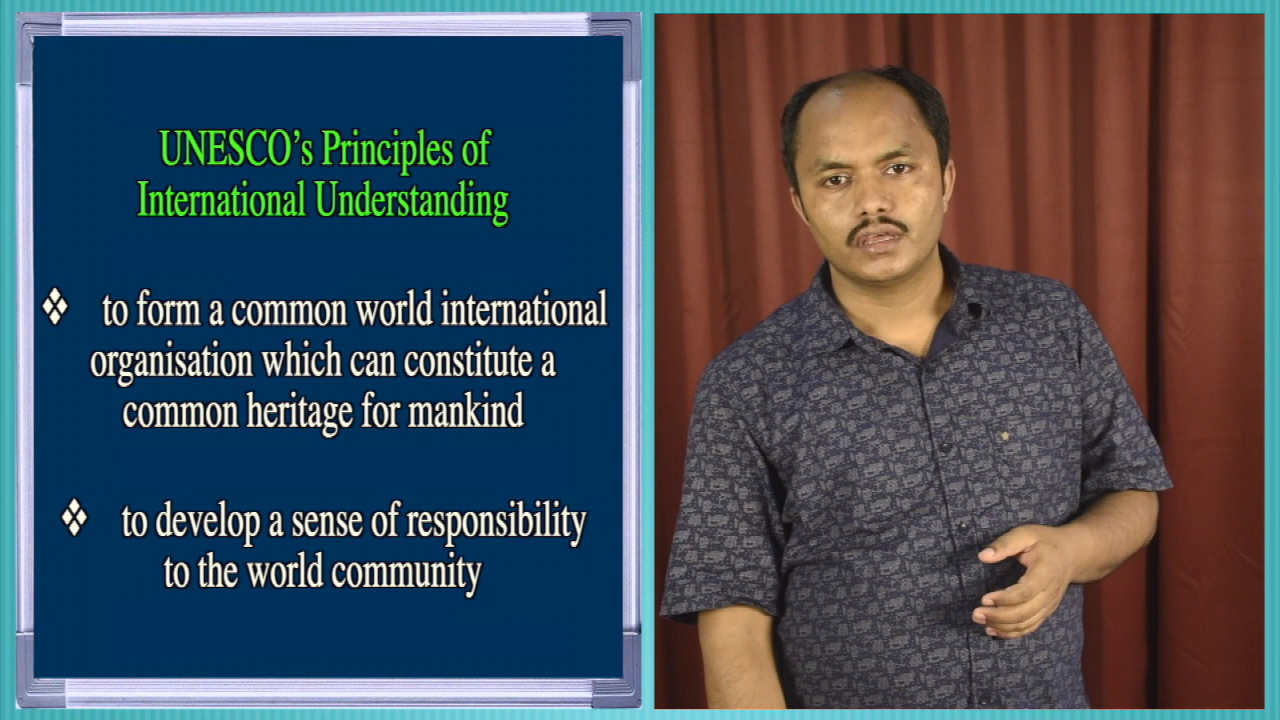 UNESCO’s Principles of
International Understanding
❖ to form a common world international
organisation which can constitute a
common heritage for mankind
❖ to develop a sense of responsibility
to the world community